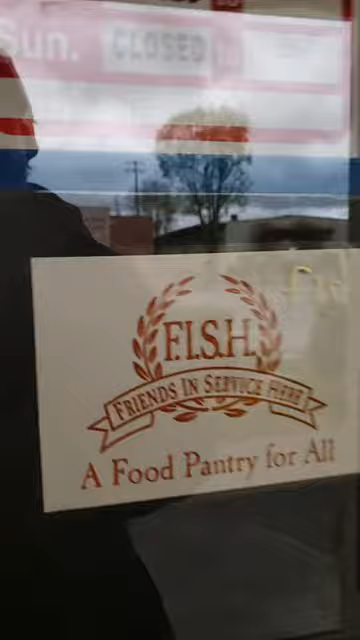 Sun. CLOSED
F.I.S.H.
FRIENDS IN SERVICE HERE
A Food Pantry for All